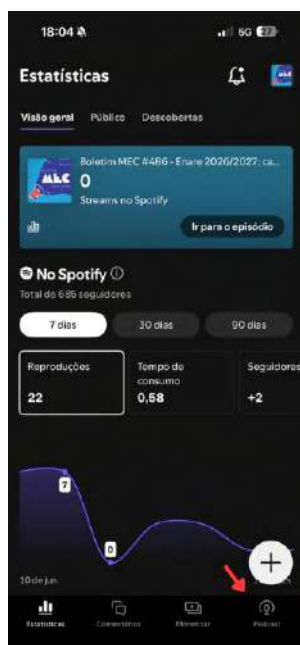 18:04
5G 27
Estatísticas
Visão geral Público Descobertas
MEC
Boletim MEC #486 - Enare 2026/2027: ca...
0
Streams no Spotify
Ir para o episódio
No Spotify
Total de 685 seguidores
7 dias 30 dias 90 dias
Reproduções
22
Tempo de
consumo
0,58
Seguidores
+2
7
0
10 de jun.
Estatísticas Comentários Monetizar Podcast